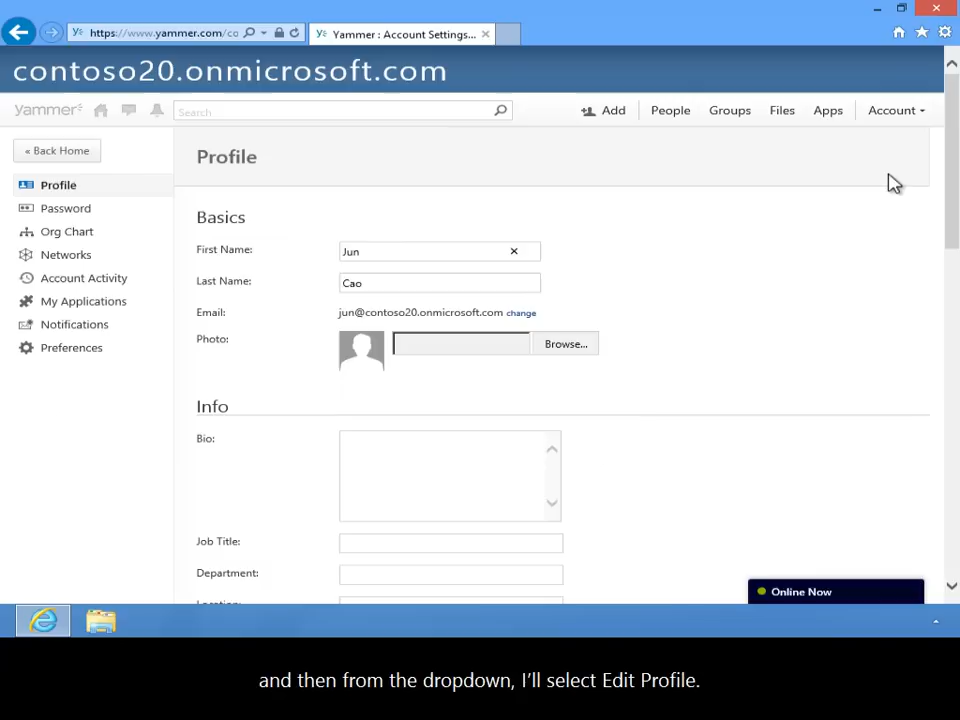 https://www.yammer.com/co
Yammer : Account Settings...
contoso20.onmicrosoft.com
yammer
Search
Add
People
Groups
Files
Apps
Account
« Back Home
Profile
Profile
Password
Org Chart
Networks
Account Activity
My Applications
Notifications
Preferences
Basics
First Name:
Jun
Last Name:
Cao
Email:
jun@contoso20.onmicrosoft.com change
Photo:
Browse...
Info
Bio:
Job Title:
Department:
Location:
Online Now
and then from the dropdown, I'll select Edit Profile.